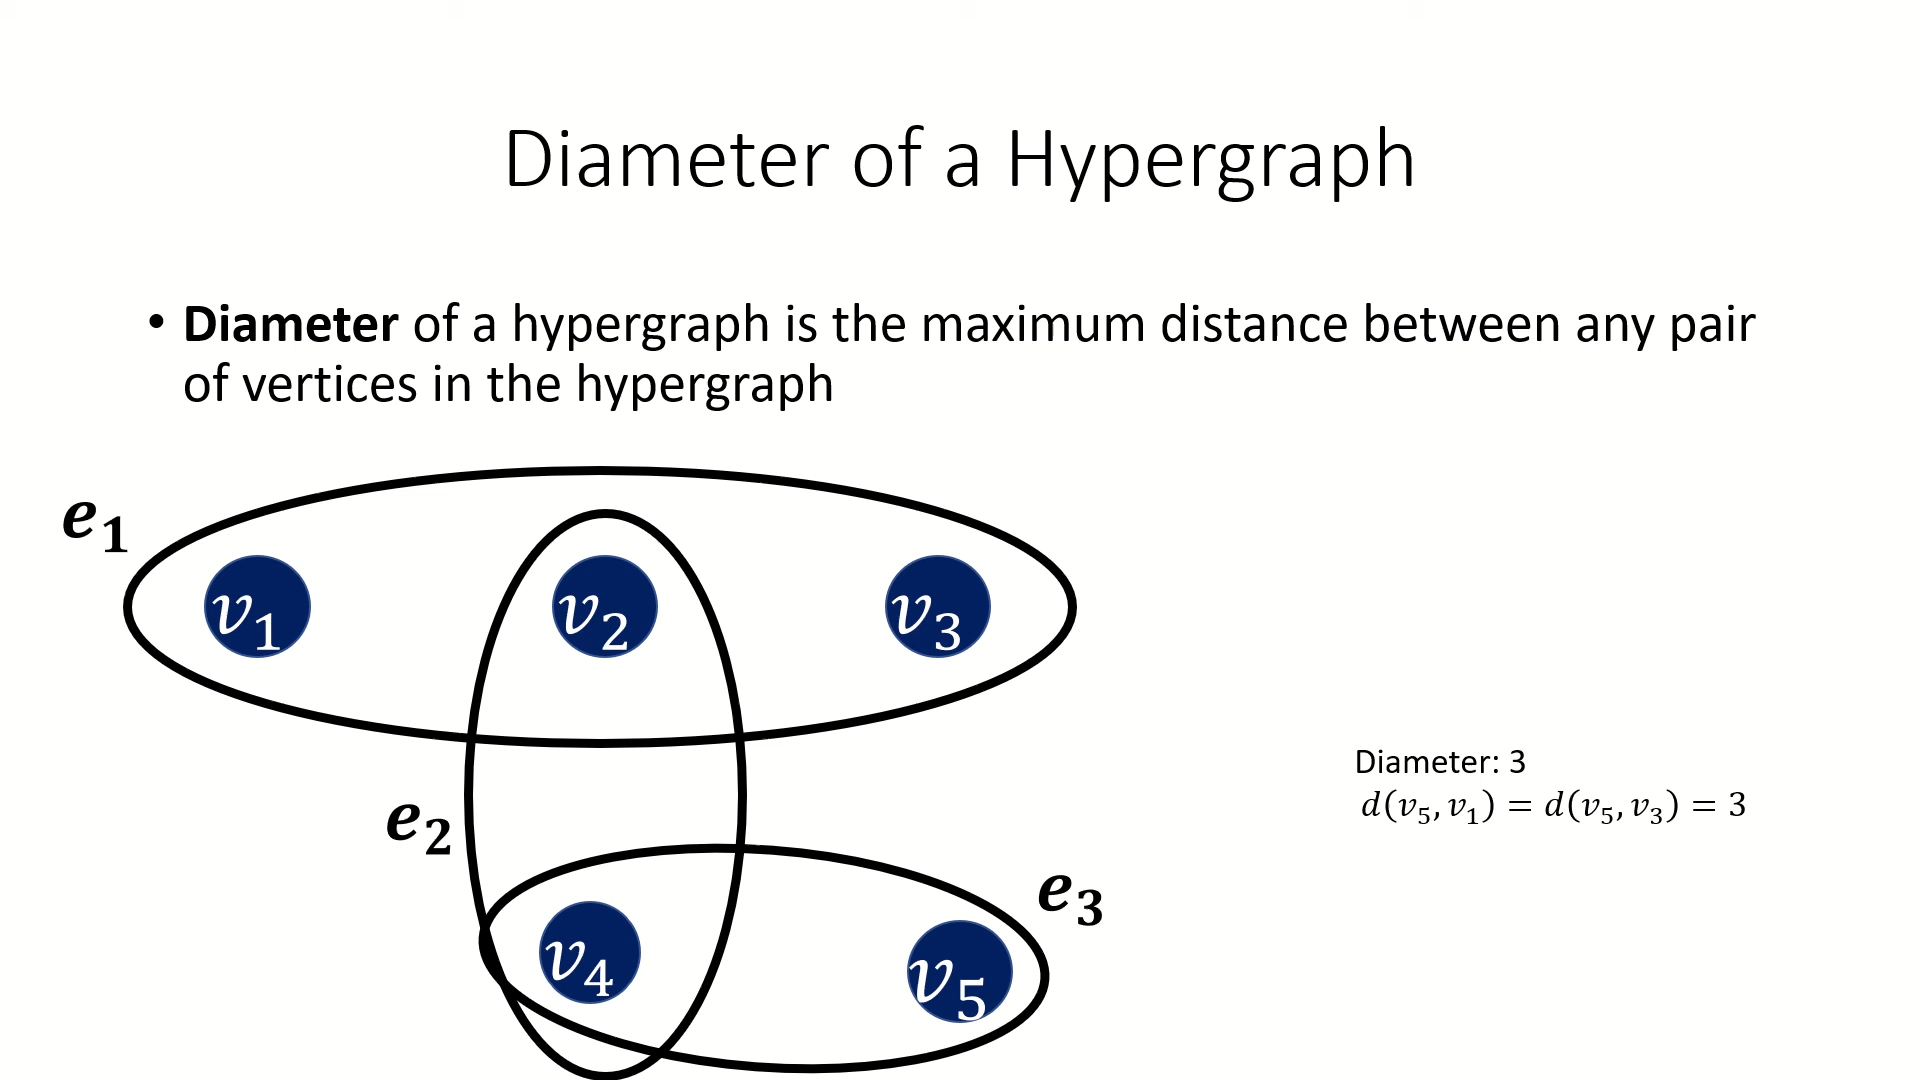 Diameter of a Hypergraph
• Diameter of a hypergraph is the maximum distance between any pair
of vertices in the hypergraph
e₁
v₁ v₂ v₃
e₂
e₃
v₄ v₅
Diameter: 3
d(v₅, v₁) = d(v₅, v₃) = 3